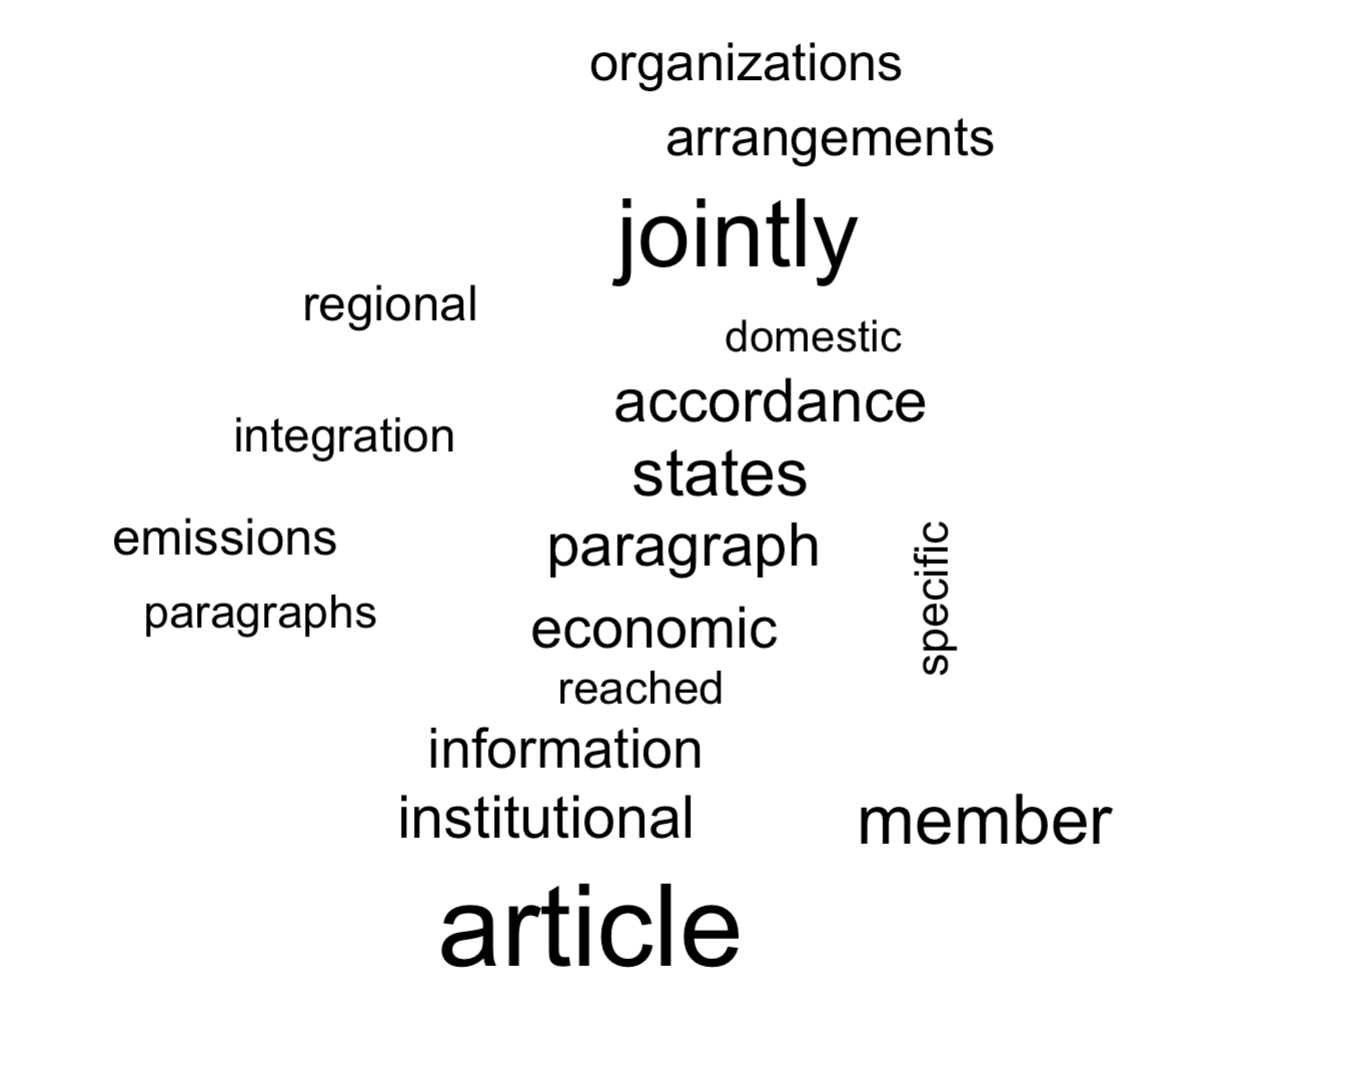 organizations
arrangements
jointly
regional
domestic
accordance
integration
states
emissions
paragraph
specific
paragraphs
economic
reached
information
institutional
member
article